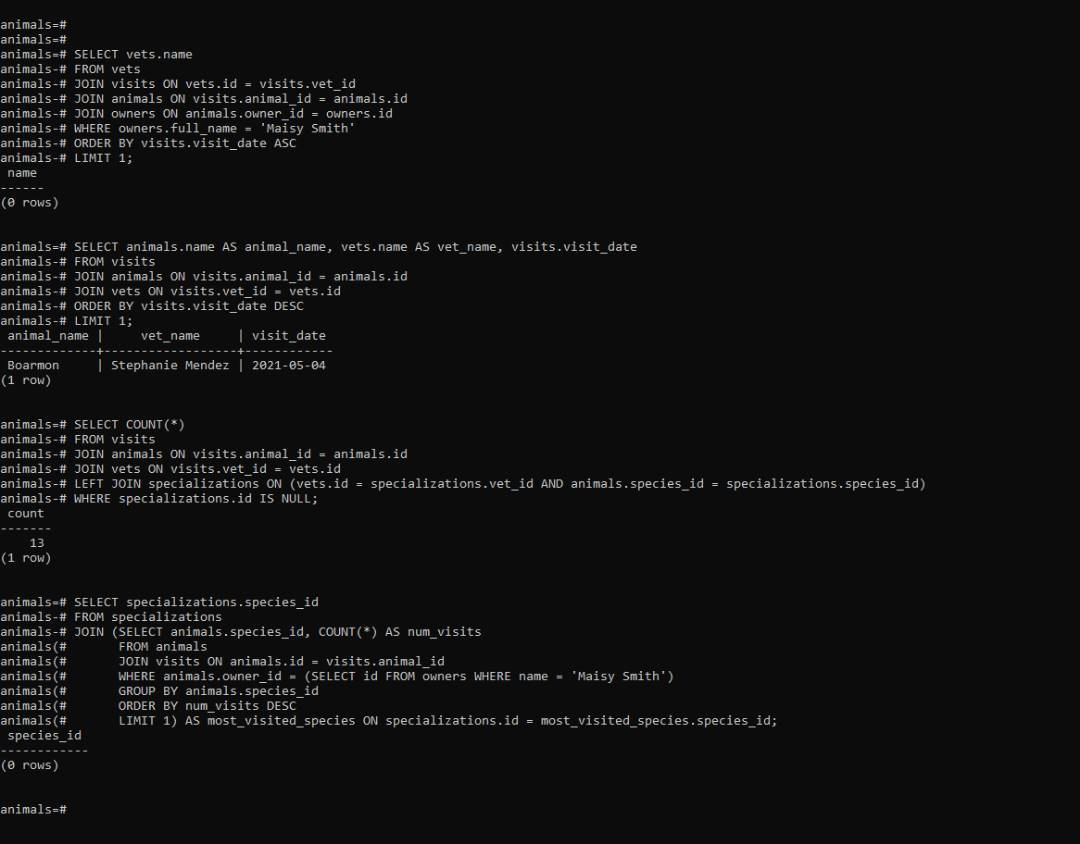 animals=#
animals=#
animals=# SELECT vets.name
animals-# FROM vets
animals-# JOIN visits ON vets.id = visits.vet_id
animals-# JOIN animals ON visits.animal_id = animals.id
animals-# JOIN owners ON animals.owner_id = owners.id
animals-# WHERE owners.full_name = 'Maisy Smith'
animals-# ORDER BY visits.visit_date ASC
animals-# LIMIT 1;
 name
------
(0 rows)


animals=# SELECT animals.name AS animal_name, vets.name AS vet_name, visits.visit_date
animals-# FROM visits
animals-# JOIN animals ON visits.animal_id = animals.id
animals-# JOIN vets ON visits.vet_id = vets.id
animals-# ORDER BY visits.visit_date DESC
animals-# LIMIT 1;
 animal_name |     vet_name     | visit_date
-------------+------------------+------------
 Boarmon     | Stephanie Mendez | 2021-05-04
(1 row)


animals=# SELECT COUNT(*)
animals-# FROM visits
animals-# JOIN animals ON visits.animal_id = animals.id
animals-# JOIN vets ON visits.vet_id = vets.id
animals-# LEFT JOIN specializations ON (vets.id = specializations.vet_id AND animals.species_id = specializations.species_id)
animals-# WHERE specializations.id IS NULL;
 count
-------
    13
(1 row)


animals=# SELECT specializations.species_id
animals-# FROM specializations
animals-# JOIN (SELECT animals.species_id, COUNT(*) AS num_visits
animals(#       FROM animals
animals(#       JOIN visits ON animals.id = visits.animal_id
animals(#       WHERE animals.owner_id = (SELECT id FROM owners WHERE name = 'Maisy Smith')
animals(#       GROUP BY animals.species_id
animals(#       ORDER BY num_visits DESC
animals(#       LIMIT 1) AS most_visited_species ON specializations.id = most_visited_species.species_id;
 species_id
------------
(0 rows)


animals=#